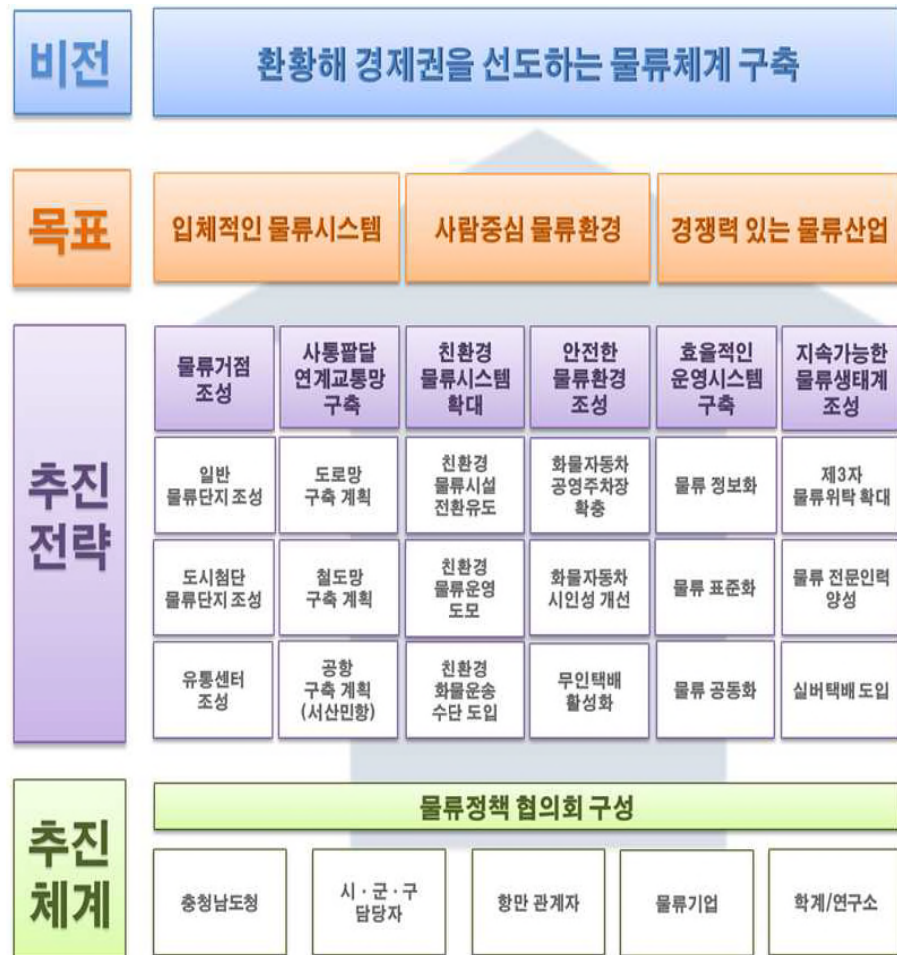 비전
환황해 경제권을 선도하는 물류체계 구축
목표
입체적인 물류시스템
사람중심 물류환경
경쟁력 있는 물류산업
추진
전략
물류거점
조성
사통팔달
연계교통망
구축
친환경
물류시스템
확대
안전한
물류환경
조성
효율적인
운영시스템
구축
지속가능한
물류생태계
조성
일반
물류단지 조성
도로망
구축 계획
친환경
물류시설
전환유도
화물자동차
공영주차장
확충
물류 정보화
제3자
물류위탁 확대
도시첨단
물류단지 조성
철도망
구축 계획
친환경
물류운영
도모
화물자동차
시인성 개선
물류 표준화
물류 전문인력
양성
유통센터
조성
공항
구축 계획
(서산민항)
친환경
화물운송
수단 도입
무인택배
활성화
물류 공동화
실버택배 도입
추진
체계
물류정책 협의회 구성
충청남도청
시·군·구
담당자
항만 관계자
물류기업
학계/연구소